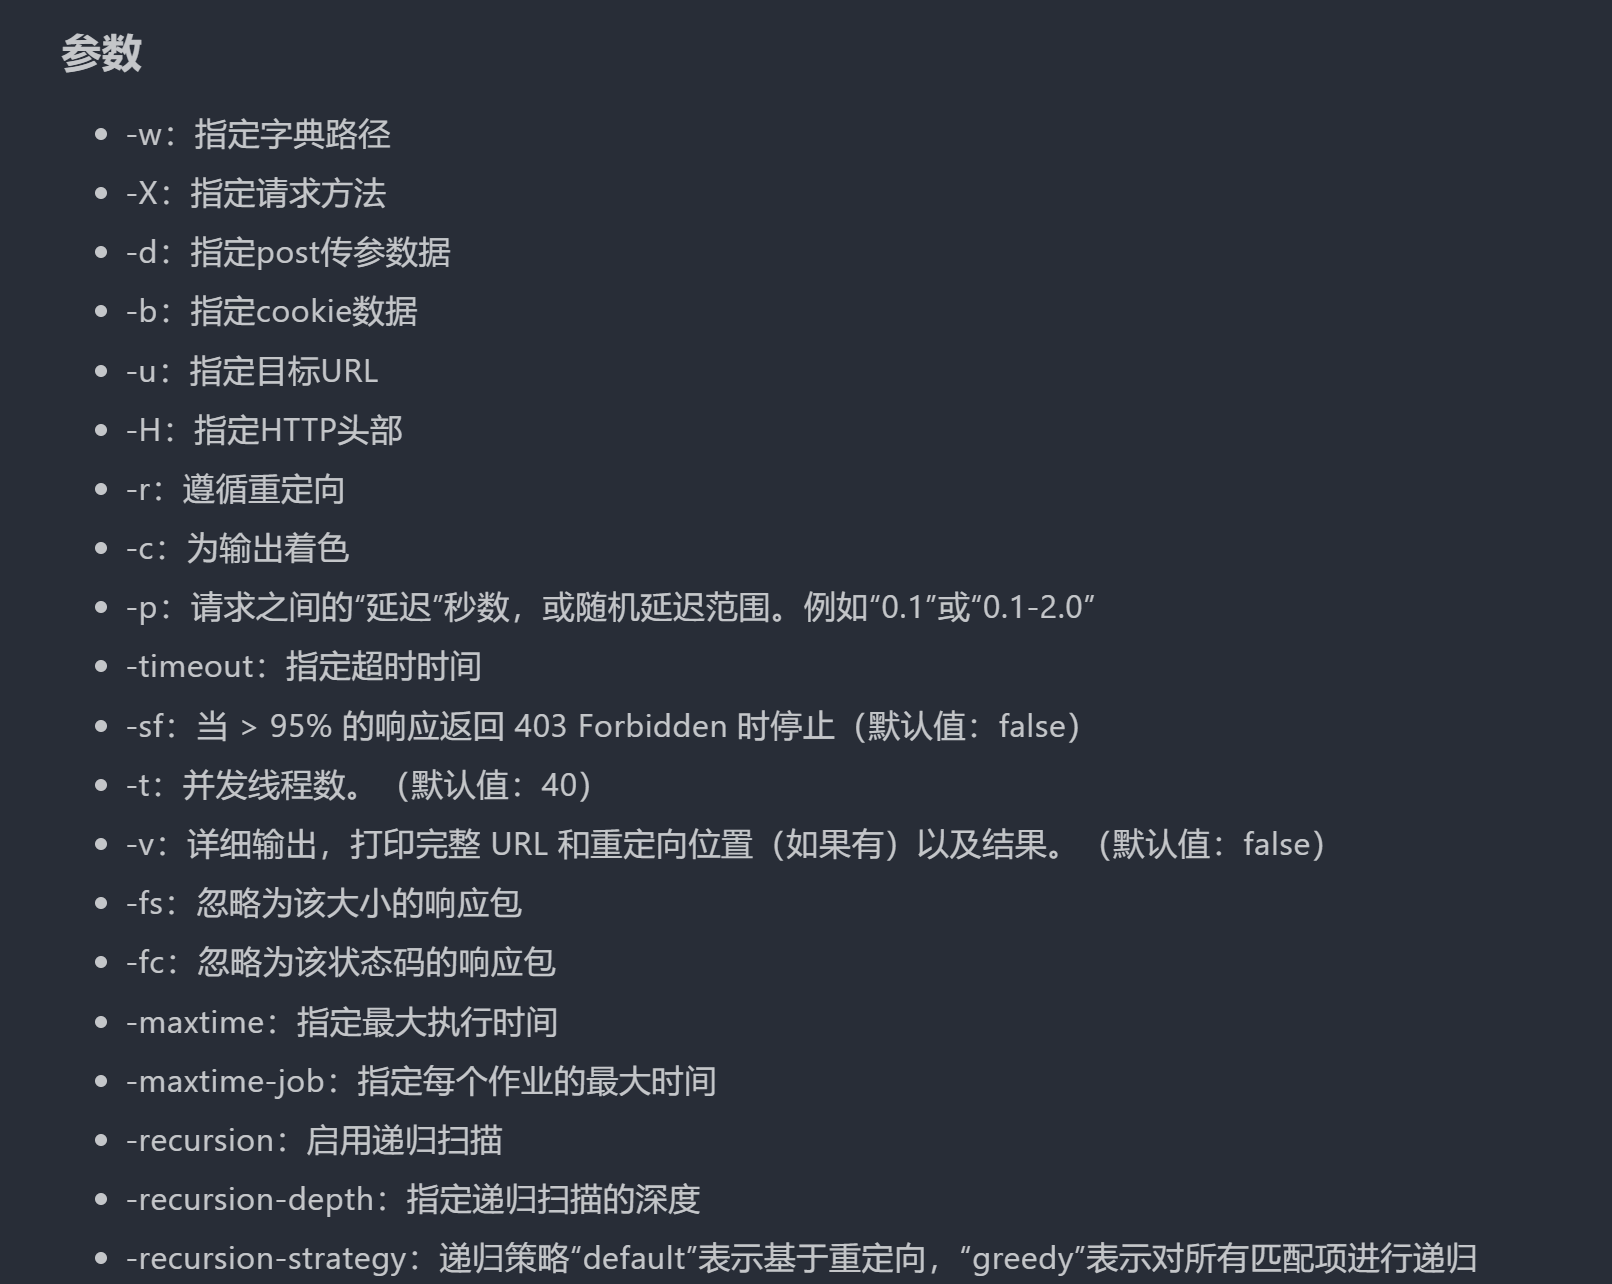 参数
-w：指定字典路径
-X：指定请求方法
-d：指定post传参数据
-b：指定cookie数据
-u：指定目标URL
-H：指定HTTP头部
-r：遵循重定向
-c：为输出着色
-p：请求之间的“延迟”秒数，或随机延迟范围。例如“0.1”或“0.1-2.0”
-timeout：指定超时时间
-sf：当 > 95% 的响应返回 403 Forbidden 时停止（默认值：false）
-t：并发线程数。（默认值：40）
-v：详细输出，打印完整 URL 和重定向位置（如果有）以及结果。（默认值：false）
-fs：忽略为该大小的响应包
-fc：忽略为该状态码的响应包
-maxtime：指定最大执行时间
-maxtime-job：指定每个作业的最大时间
-recursion：启用递归扫描
-recursion-depth：指定递归扫描的深度
-recursion-strategy：递归策略“default”表示基于重定向，“greedy”表示对所有匹配项进行递归